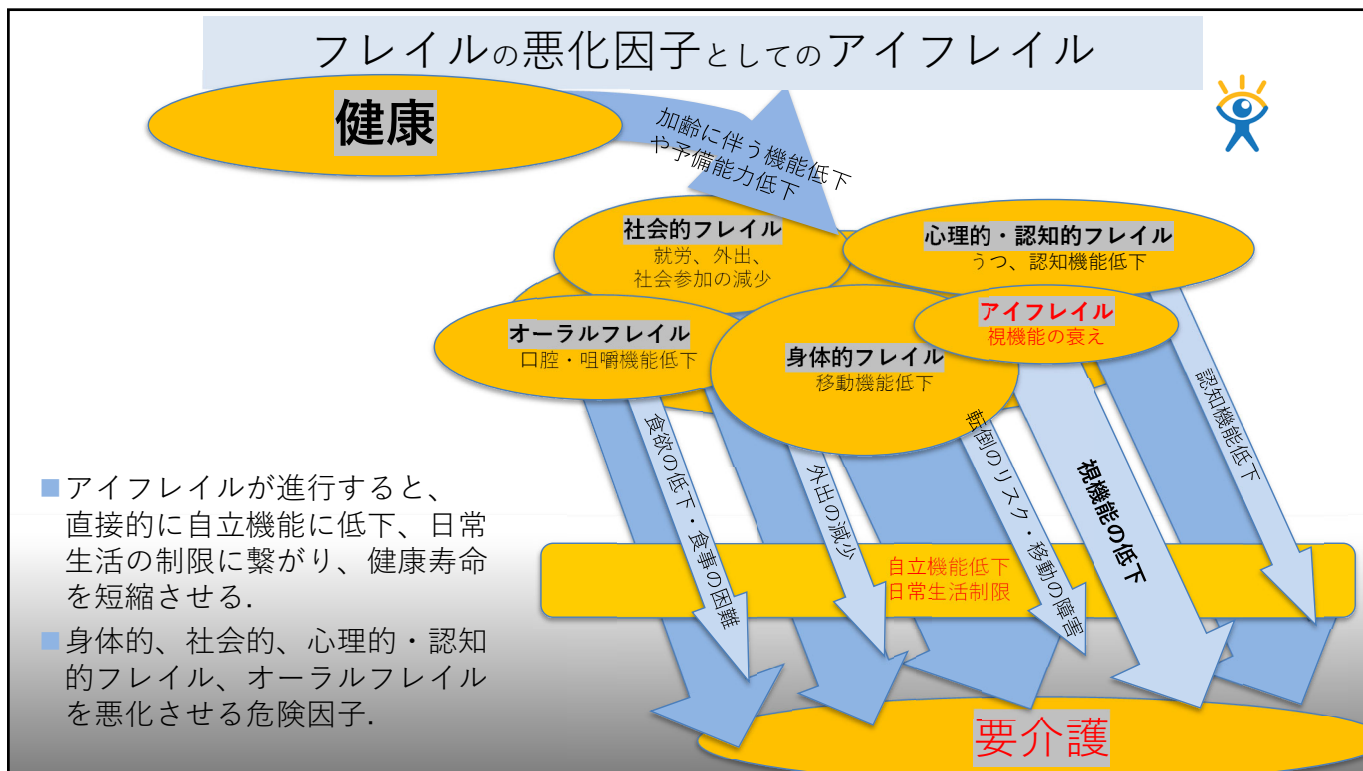 フレイルの悪化因子としてのアイフレイル
健康
加齢に伴う機能低下
や予備能力低下
社会的フレイル
就労、外出、
社会参加の減少
心理的・認知的フレイル
うつ、認知機能低下
オーラルフレイル
口腔・咀嚼機能低下
身体的フレイル
移動機能低下
アイフレイル
視機能の衰え
食欲の低下・食事の困難
外出の減少
転倒のリスク・移動の障害
視機能の低下
認知機能低下
自立機能低下
日常生活制限
要介護
■アイフレイルが進行すると、
直接的に自立機能に低下、日常
生活の制限に繋がり、健康寿命
を短縮させる.
■身体的、社会的、心理的・認知
的フレイル、オーラルフレイル
を悪化させる危険因子.